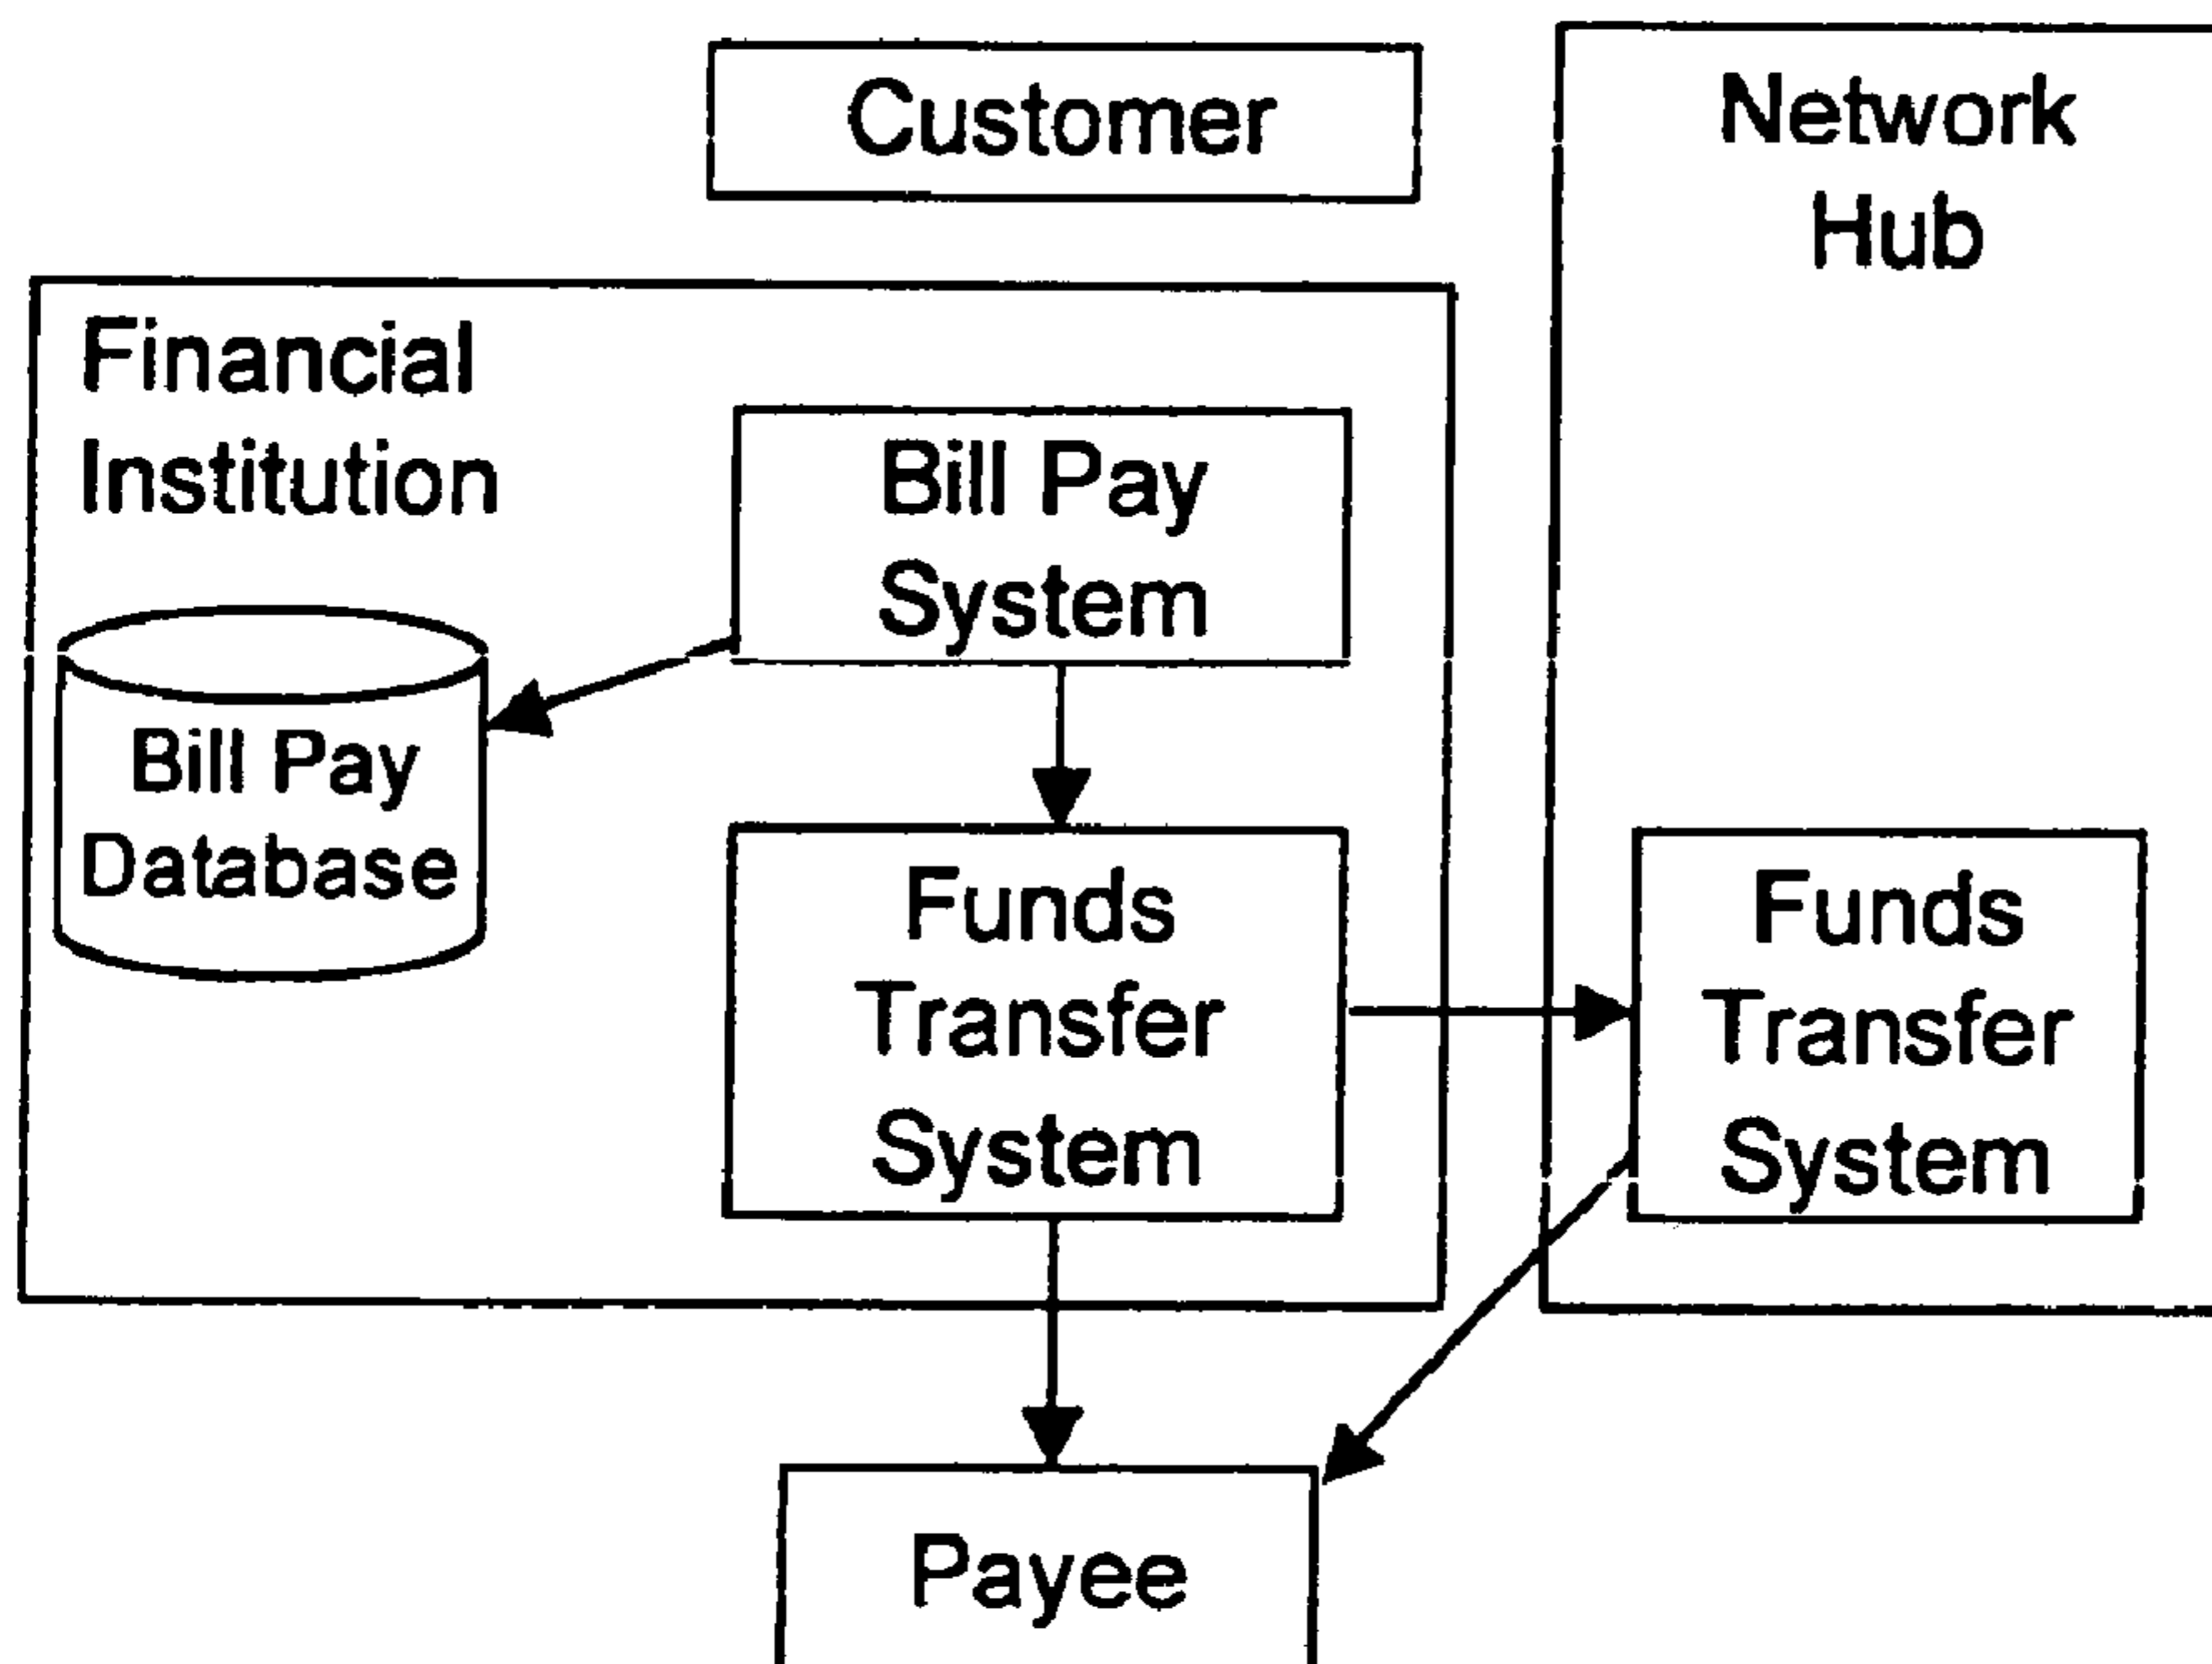 Customer
Network
Hub
Financial
Institution
Bill Pay
System
Bill Pay
Database
Funds
Transfer
System
Funds
Transfer
System
Payee